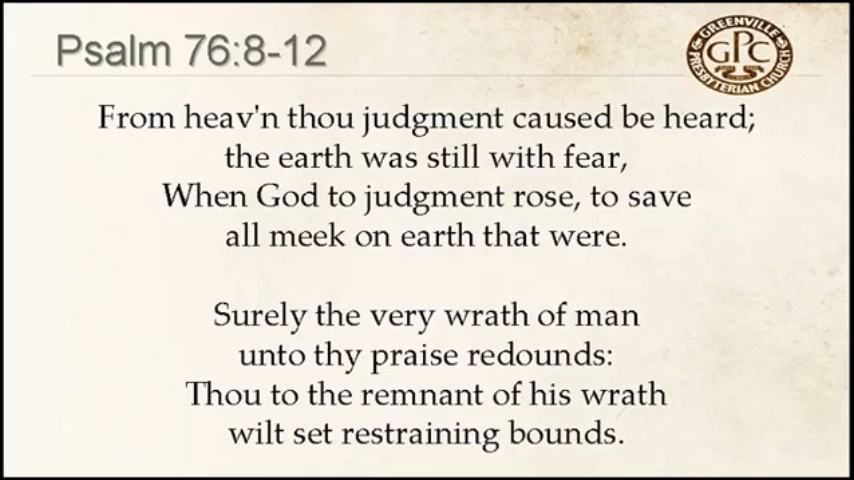 Psalm 76:8-12
GREENVILLE
GPC
PRESBYTERIAN CHURCH
From heav'n thou judgment caused be heard;
the earth was still with fear,
When God to judgment rose, to save
all meek on earth that were.
Surely the very wrath of man
unto thy praise redounds:
Thou to the remnant of his wrath
wilt set restraining bounds.